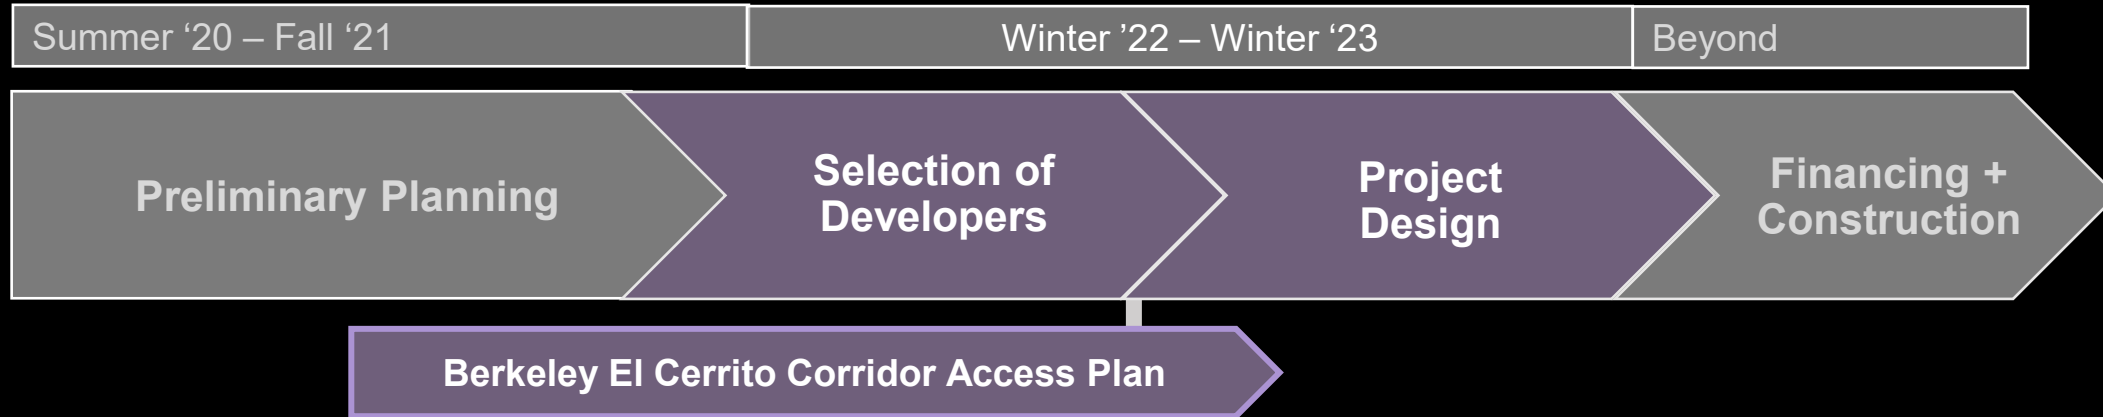 Summer ‘20 – Fall ‘21
Winter ’22 – Winter ‘23
Beyond
Preliminary Planning
Selection of
Developers
Project
Design
Financing +
Construction
Berkeley El Cerrito Corridor Access Plan